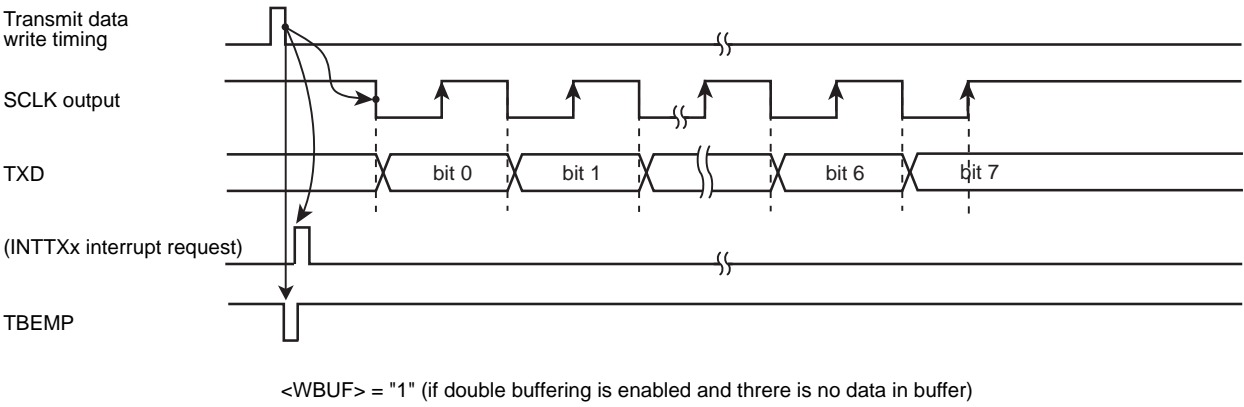 Transmit data
write timing
SCLK output
TXD
bit 0
bit 1
bit 6
bit 7
(INTTXx interrupt request)
TBEMP
<WBUF> = "1" (if double buffering is enabled and threre is no data in buffer)